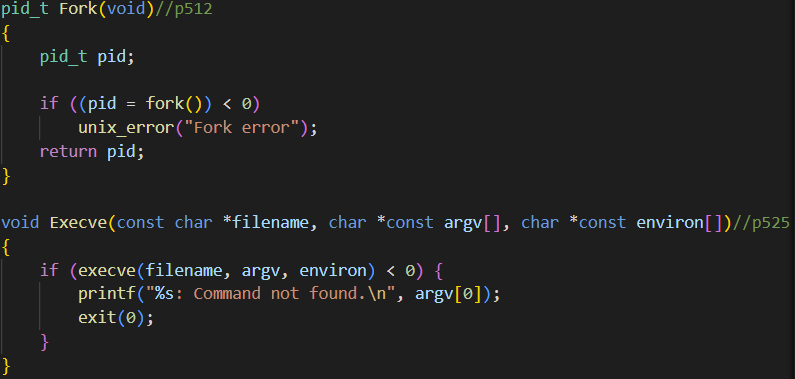 pid_t Fork(void)//p512
{
    pid_t pid;
    if ((pid = fork()) < 0)
        unix_error("Fork error");
    return pid;
}
void Execve(const char *filename, char *const argv[], char *const environ[])//p525
{
    if (execve(filename, argv, environ) < 0) {
        printf("%s: Command not found.\n", argv[0]);
        exit(0);
    }
}